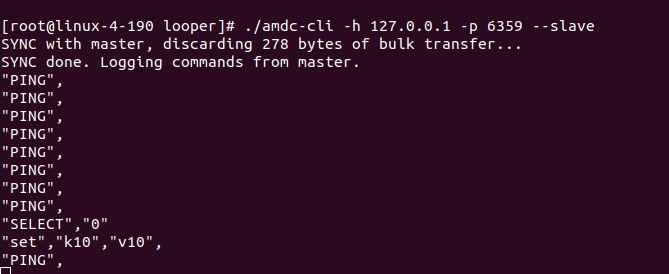 [root@linux-4-190 looper]# ./amdc-cli -h 127.0.0.1 -p 6359 --slave
SYNC with master, discarding 278 bytes of bulk transfer...
SYNC done. Logging commands from master.
"PING",
"PING",
"PING",
"PING",
"PING",
"PING",
"PING",
"PING",
"SELECT","0"
"set","k10","v10",
"PING",